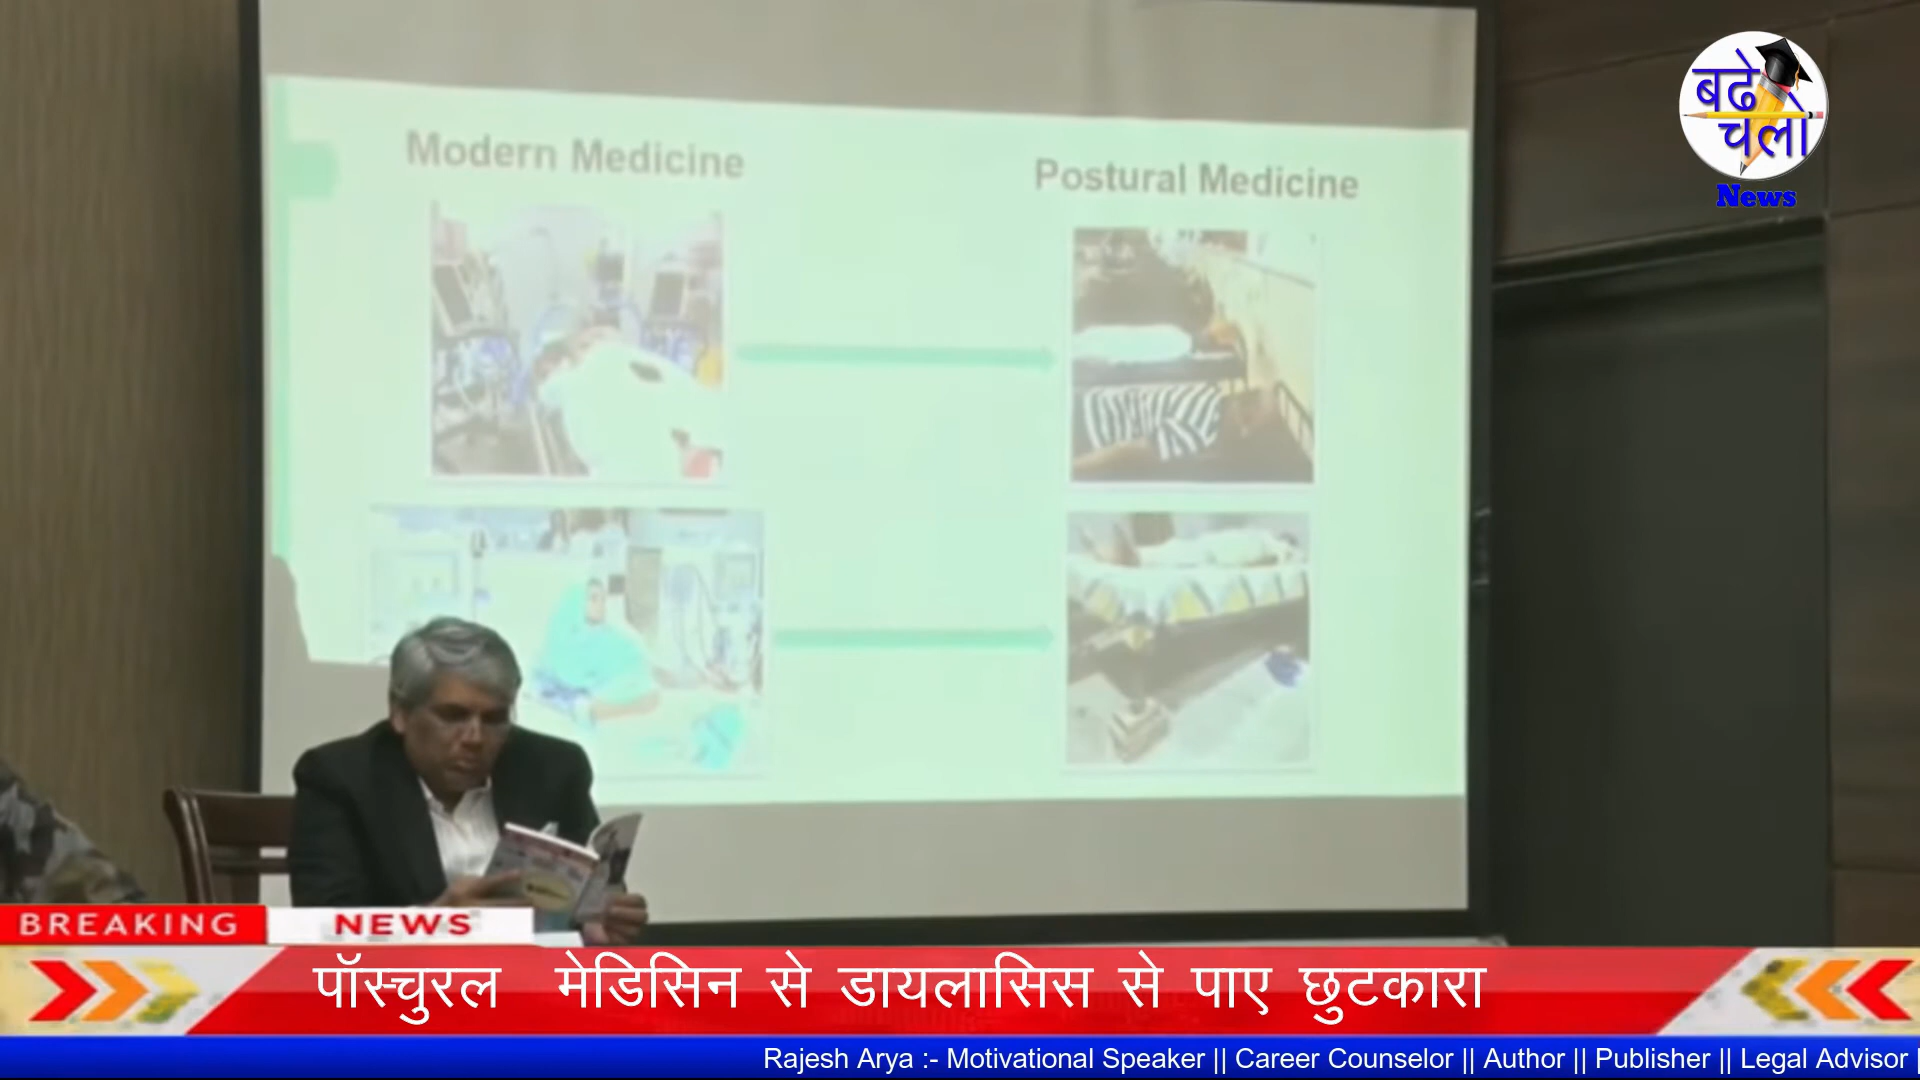 Modern Medicine
Postural Medicine
बढे
चलो
News
BREAKING NEWS
पॉस्चुरल मेडिसिन से डायलासिस से पाए छुटकारा
Rajesh Arya :- Motivational Speaker || Career Counselor || Author || Publisher || Legal Advisor |